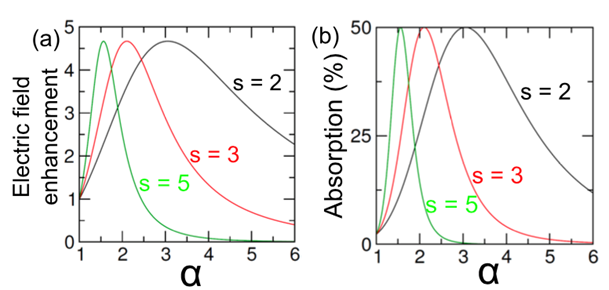 (a)
Electric field
enhancement
5
4
3
2
1
0
1 2 3 4 5 6
α
s = 2
s = 3
s = 5
(b)
Absorption (%)
50
25
0
1 2 3 4 5 6
α
s = 2
s = 3
s = 5